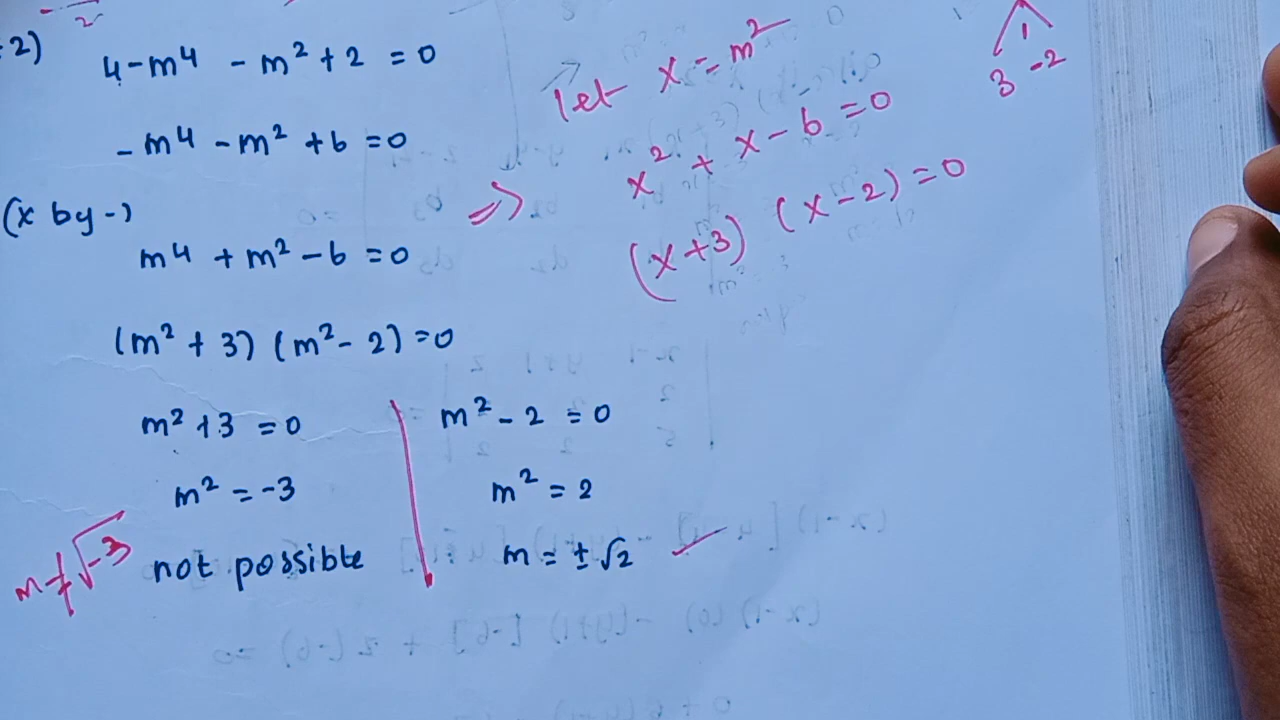 2)
4-m⁴ - m² + 2 = 0
-m⁴ - m² + 6 = 0
(x by -)
m⁴ + m² - 6 = 0
(m² + 3) (m² - 2) = 0
m² + 3 = 0
m² = -3
not possible
m ≠ √-3
m² - 2 = 0
m² = 2
m = ± √2 ✓
let x = m²
⇒ x² + x - 6 = 0
(x+3) (x-2) = 0
1
3 -2